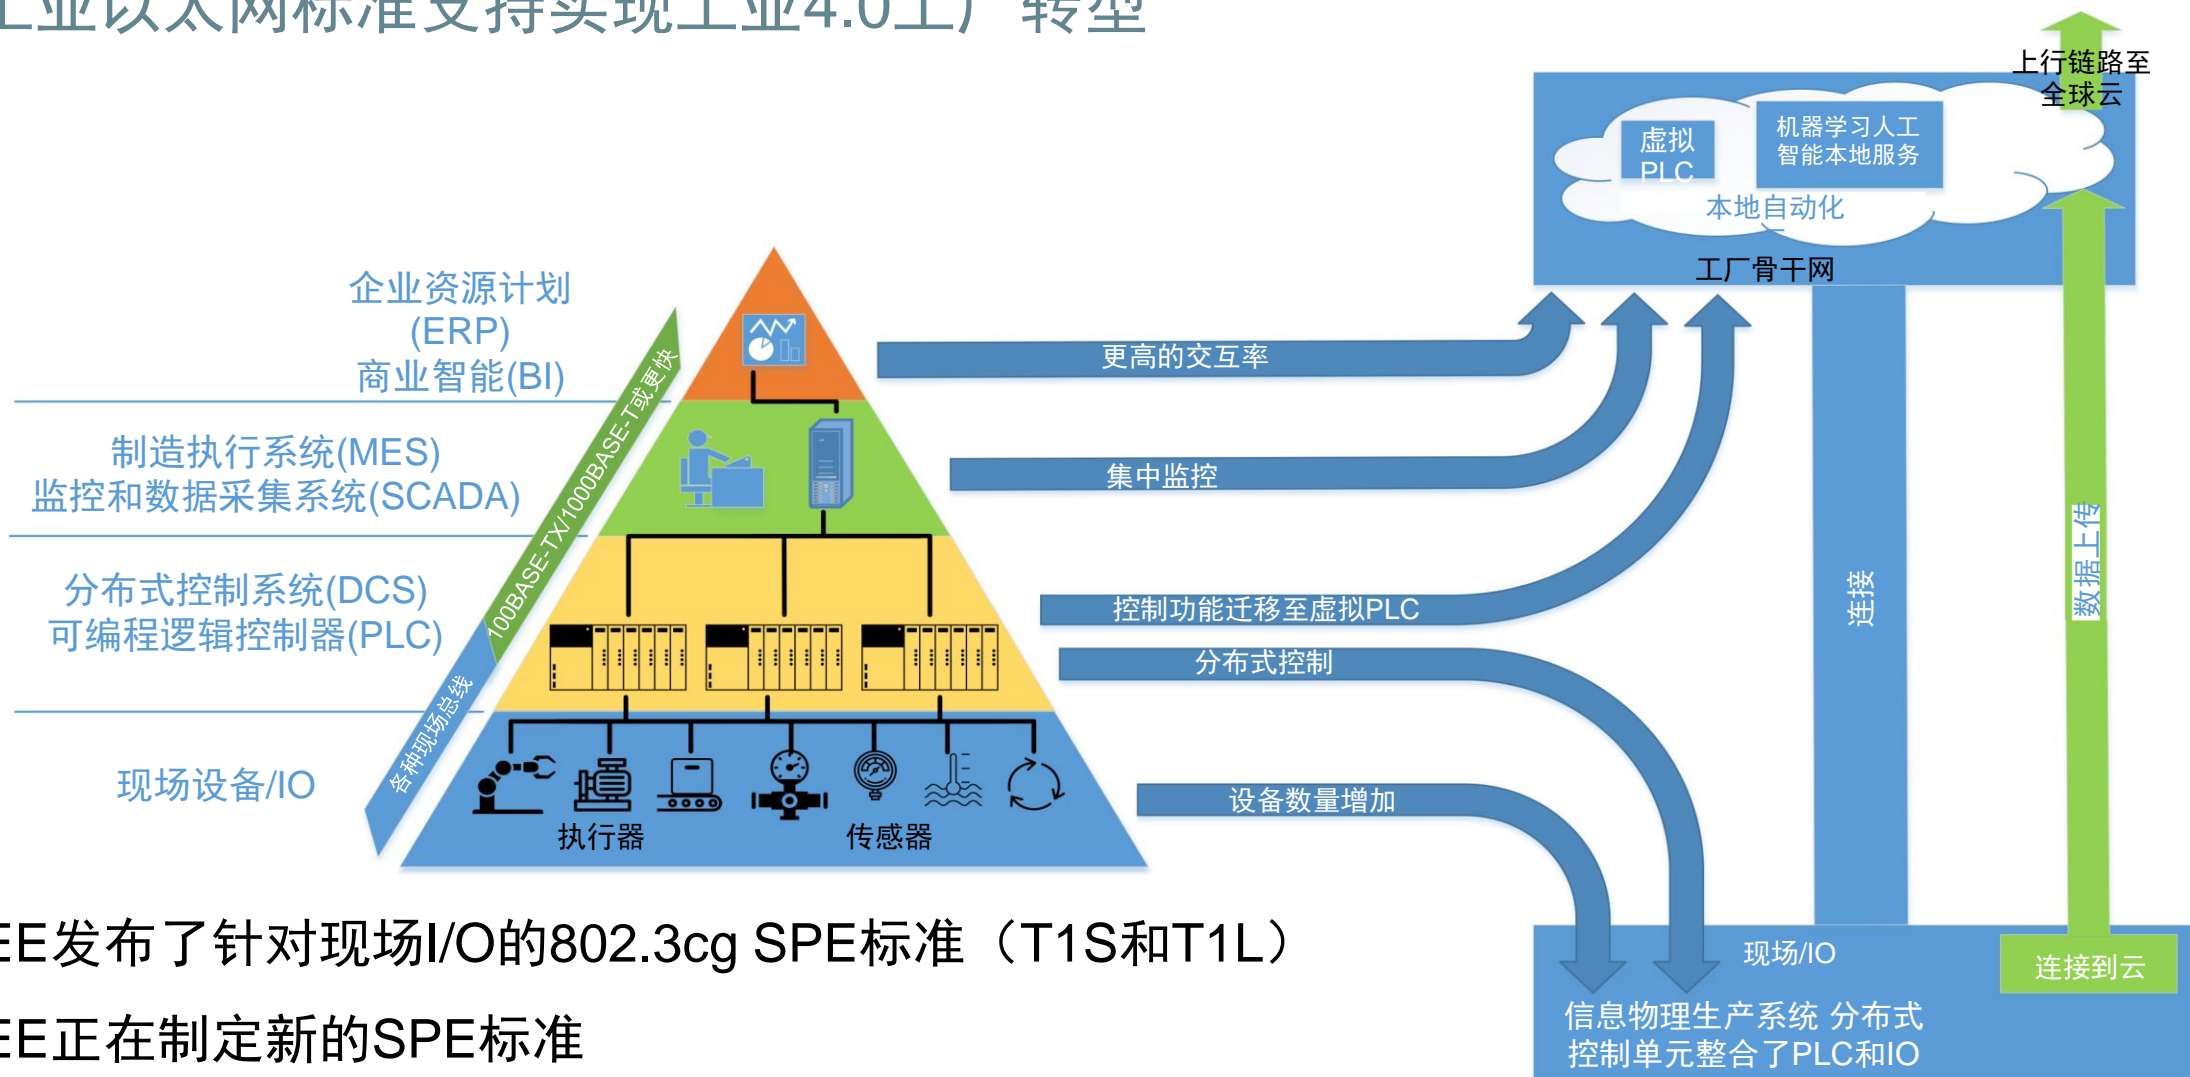 工业以太网标准支持实现工业4.0工厂转型
上行链路至
全球云
虚拟
PLC
机器学习人工
智能本地服务
本地自动化
工厂骨干网
企业资源计划
(ERP)
商业智能(BI)
制造执行系统(MES)
监控和数据采集系统(SCADA)
分布式控制系统(DCS)
可编程逻辑控制器(PLC)
现场设备/IO
100BASE-TX/1000BASE-T或更快
各种现场总线
执行器
传感器
更高的交互率
集中监控
控制功能迁移至虚拟PLC
分布式控制
设备数量增加
连接
数据上传
现场/IO
连接到云
信息物理生产系统 分布式
控制单元整合了PLC和IO
EE发布了针对现场I/O的802.3cg SPE标准（T1S和T1L）
EE正在制定新的SPE标准